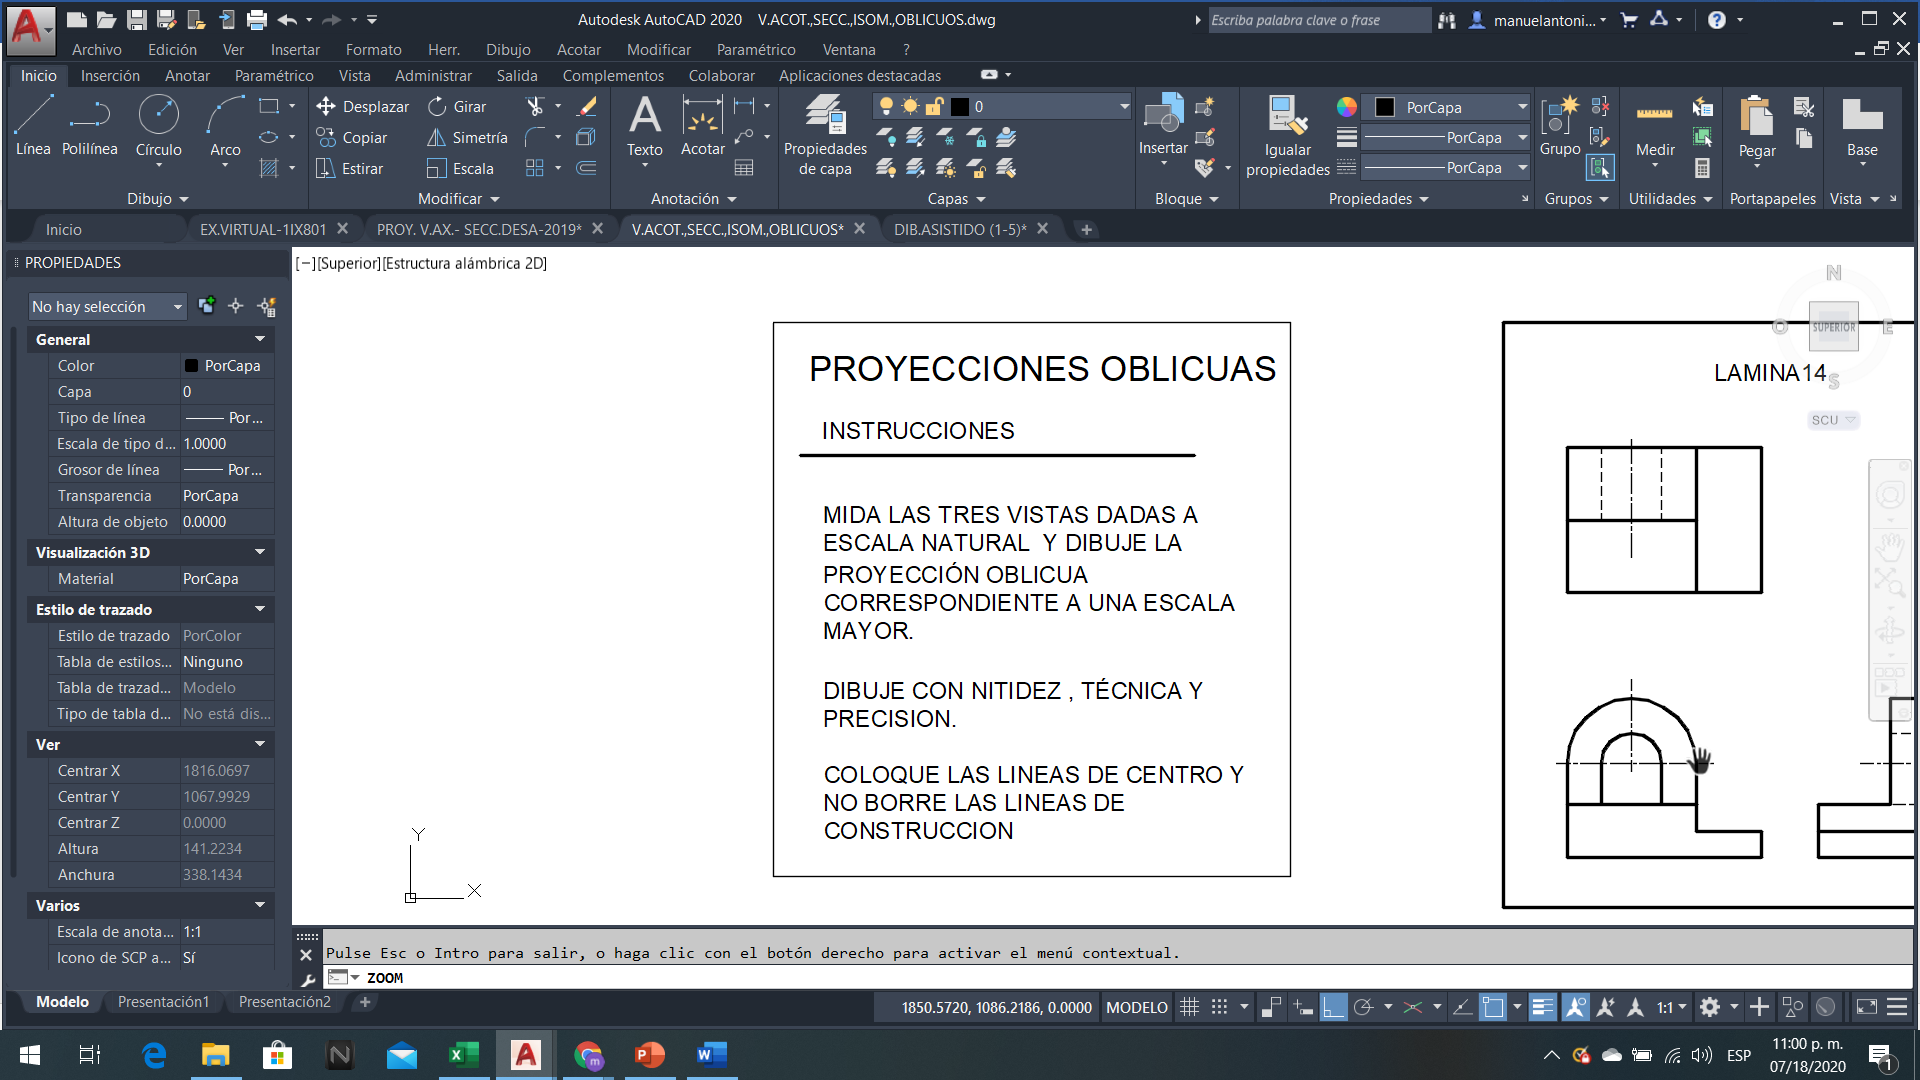 Autodesk AutoCAD 2020 V.ACOT.,SECC.,ISOM.,OBLICUOS.dwg
Escriba palabra clave o frase
manuelantoni...
Archivo Edición Ver Insertar Formato Herr. Dibujo Acotar Modificar Paramétrico Ventana ?
Inicio Inserción Anotar Paramétrico Vista Administrar Salida Complementos Colaborar Aplicaciones destacadas
Línea Polilínea Círculo Arco
Desplazar Girar
Copiar Simetría
Estirar Escala
Texto Acotar
Propiedades de capa
0
Insertar
Igualar propiedades
PorCapa
PorCapa
PorCapa
Grupo Medir Pegar Base
Dibujo Modificar Anotación Capas Bloque Propiedades Grupos Utilidades Portapapeles Vista
Inicio EX.VIRTUAL-1IX801 PROY. V.AX.- SECC.DESA-2019* V.ACOT.,SECC.,ISOM.,OBLICUOS* DIB.ASISTIDO (1-5)*
PROPIEDADES
No hay selección
General
Color PorCapa
Capa 0
Tipo de línea Por...
Escala de tipo d... 1.0000
Grosor de línea Por...
Transparencia PorCapa
Altura de objeto 0.0000
Visualización 3D
Material PorCapa
Estilo de trazado
Estilo de trazado PorColor
Tabla de estilos... Ninguno
Tabla de trazad... Modelo
Tipo de tabla d... No está dis...
Ver
Centrar X 1816.0697
Centrar Y 1067.9929
Centrar Z 0.0000
Altura 141.2234
Anchura 338.1434
Varios
Escala de anota... 1:1
Icono de SCP a... Sí
[−][Superior][Estructura alámbrica 2D]
PROYECCIONES OBLICUAS
INSTRUCCIONES
MIDA LAS TRES VISTAS DADAS A
ESCALA NATURAL Y DIBUJE LA
PROYECCIÓN OBLICUA
CORRESPONDIENTE A UNA ESCALA
MAYOR.
DIBUJE CON NITIDEZ , TÉCNICA Y
PRECISION.
COLOQUE LAS LINEAS DE CENTRO Y
NO BORRE LAS LINEAS DE
CONSTRUCCION
Y
X
LAMINA14
N
O SUPERIOR E
S
SCU
Pulse Esc o Intro para salir, o haga clic con el botón derecho para activar el menú contextual.
ZOOM
Modelo Presentación1 Presentación2
1850.5720, 1086.2186, 0.0000 MODELO 1:1
ESP
11:00 p. m.
07/18/2020
1